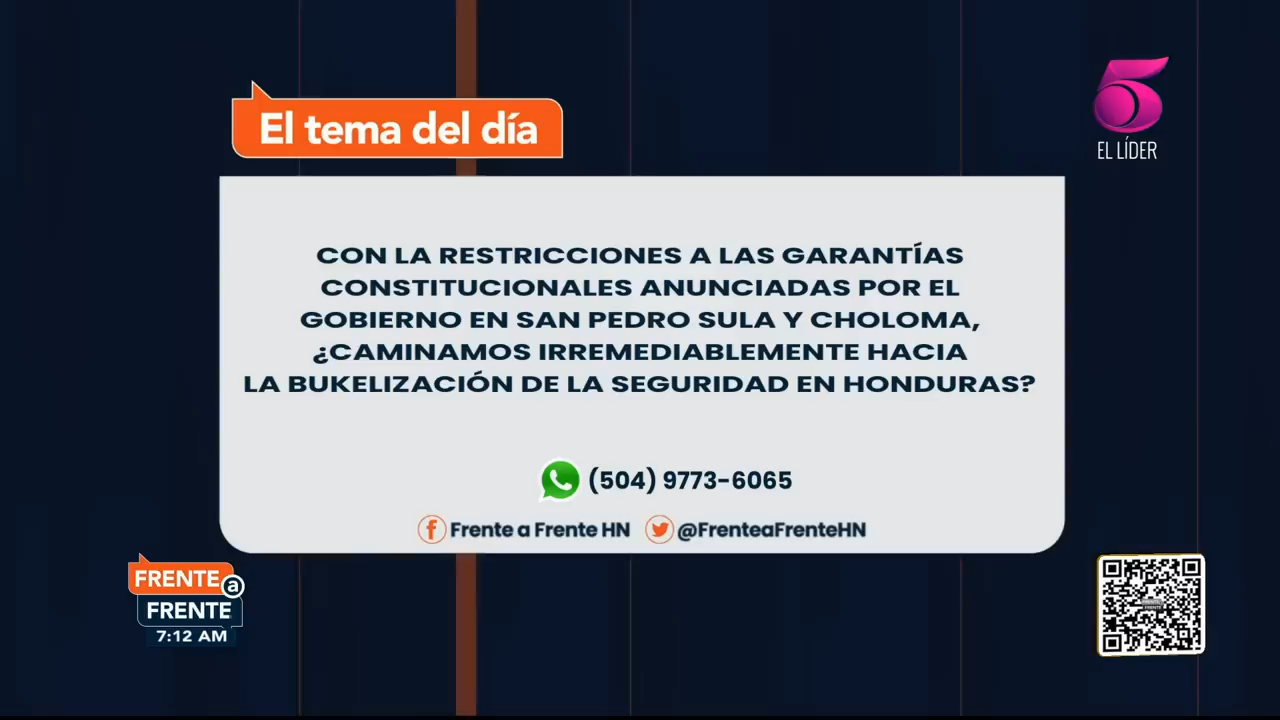 El tema del día
5
EL LÍDER
CON LA RESTRICCIONES A LAS GARANTÍAS
CONSTITUCIONALES ANUNCIADAS POR EL
GOBIERNO EN SAN PEDRO SULA Y CHOLOMA,
¿CAMINAMOS IRREMEDIABLEMENTE HACIA
LA BUKELIZACIÓN DE LA SEGURIDAD EN HONDURAS?
(504) 9773-6065
Frente a Frente HN @FrenteaFrenteHN
FRENTE a
FRENTE
7:12 AM
FRENTE
FRENTE